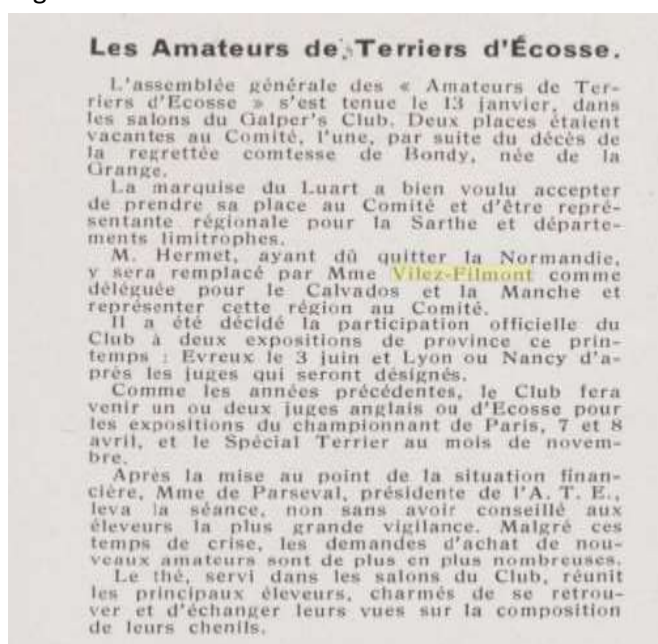 Les Amateurs de Terriers d'Écosse.
L'assemblée générale des « Amateurs de Ter-
riers d'Ecosse » s'est tenue le 13 janvier, dans
les salons du Galper's Club. Deux places étaient
vacantes au Comité, l'une, par suite du décès de
la regrettée comtesse de Bondy, née de la
Grange.
La marquise du Luart a bien voulu accepter
de prendre sa place au Comité et d'être repré-
sentante régionale pour la Sarthe et départe-
ments limitrophes.
M. Hermet, ayant dû quitter la Normandie,
y sera remplacé par Mme Vilez-Filmont comme
déléguée pour le Calvados et la Manche et
représenter cette région au Comité.
Il a été décidé la participation officielle du
Club à deux expositions de province ce prin-
temps : Evreux le 3 juin et Lyon ou Nancy d'a-
près les juges qui seront désignés.
Comme les années précédentes, le Club fera
venir un ou deux juges anglais ou d'Ecosse pour
les expositions du championnant de Paris, 7 et 8
avril, et le Spécial Terrier au mois de novem-
bre.
Après la mise au point de la situation finan-
cière, Mme de Parseval, présidente de l'A. T. E.,
leva la séance, non sans avoir conseillé aux
éleveurs la plus grande vigilance. Malgré ces
temps de crise, les demandes d'achat de nou-
veaux amateurs sont de plus en plus nombreuses.
Le thé, servi dans les salons du Club, réunit
les principaux éleveurs, charmés de se retrou-
ver et d'échanger leurs vues sur la composition
de leurs chenils.